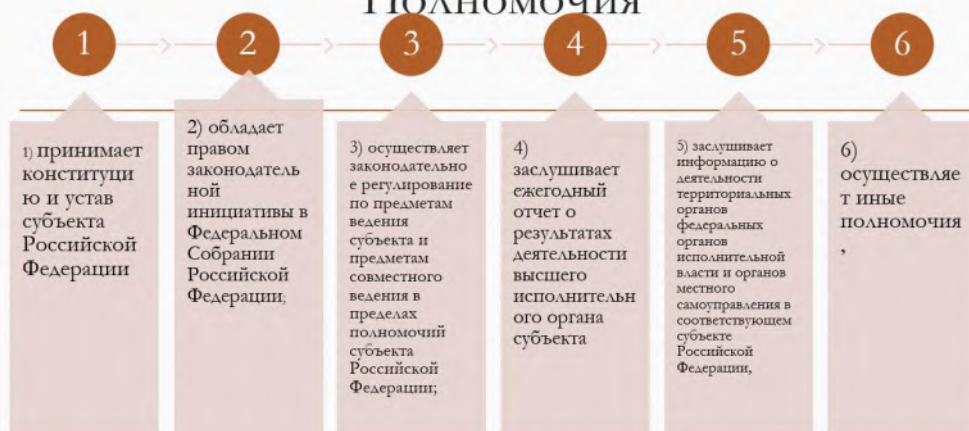 Полномочия
1
2
3
4
5
6
1) принимает
конституци
ю и устав
субъекта
Российской
Федерации
2) обладает
правом
законодатель
ной
инициативы в
Федеральном
Собрании
Российской
Федерации;
3) осуществляет
законодательно
е регулирование
по предметам
ведения
субъекта и
предметам
совместного
ведения в
пределах
полномочий
субъекта
Российской
Федерации;
4)
заслушивает
ежегодный
отчет о
результатах
деятельности
высшего
исполнительн
ого органа
субъекта
5) заслушивает
информацию о
деятельности
территориальных
органов
федеральных
органов
исполнительной
власти и органов
местного
самоуправления в
соответствующем
субъекте
Российской
Федерации,
6)
осуществляе
т иные
полномочия
,